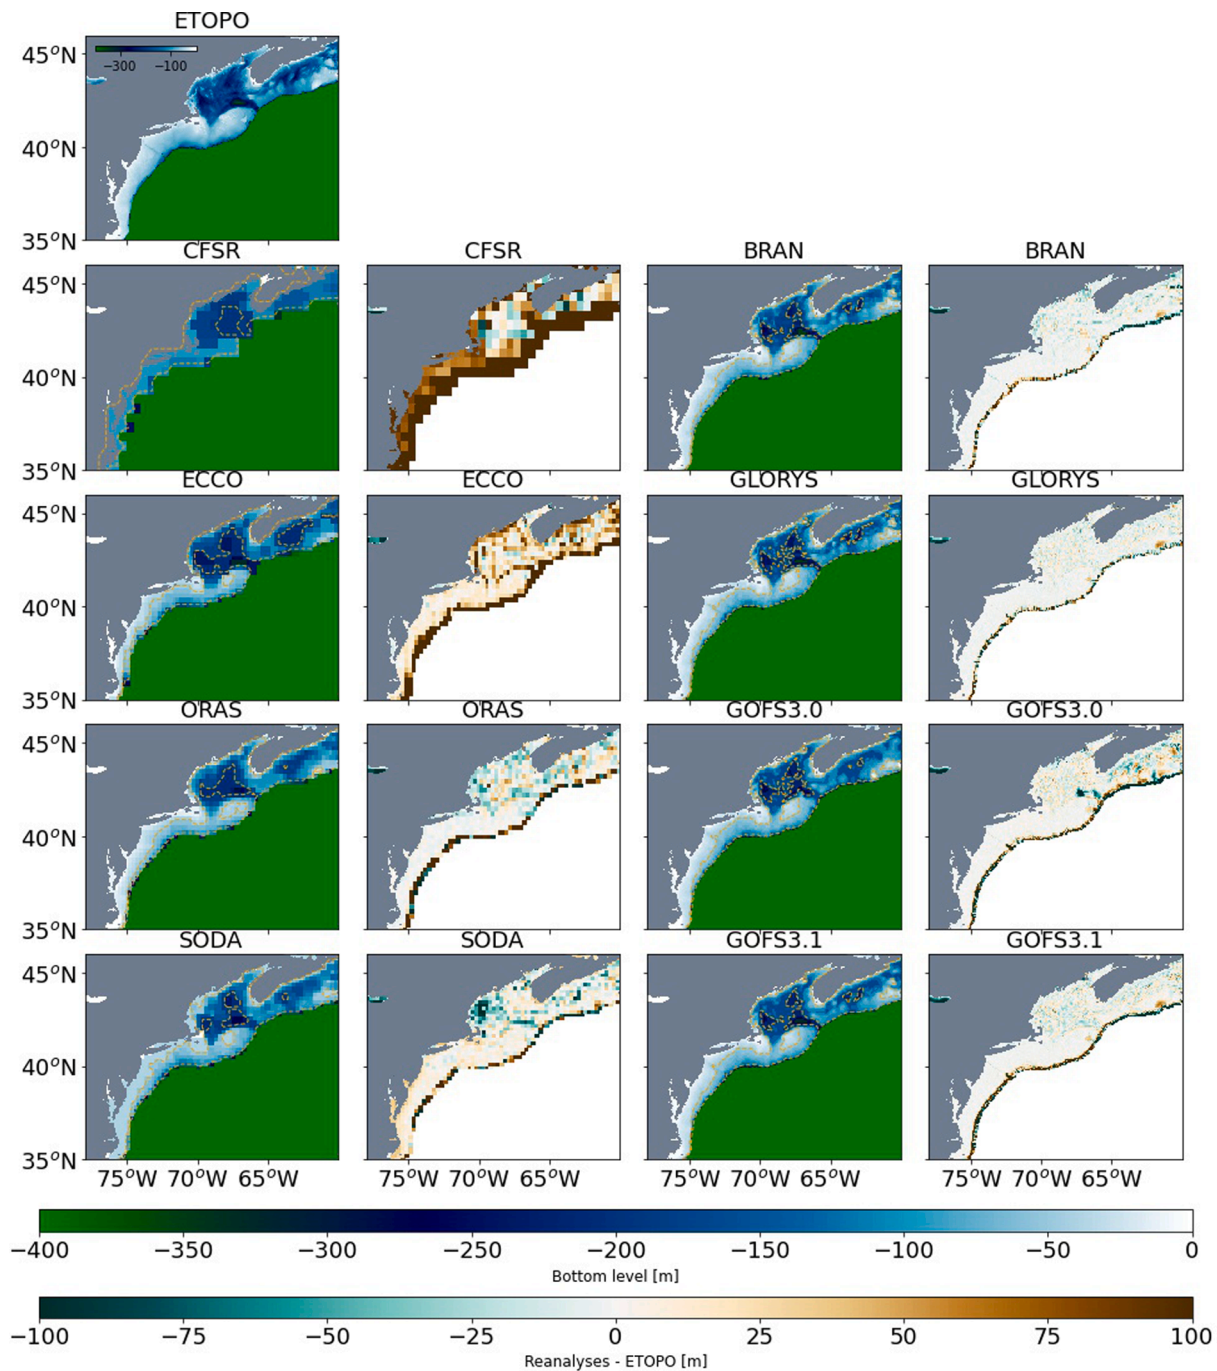 ETOPO
45°N
−300 −100
40°N
35°N
CFSR CFSR BRAN BRAN
45°N
40°N
35°N
ECCO ECCO GLORYS GLORYS
45°N
40°N
35°N
ORAS ORAS GOFS3.0 GOFS3.0
45°N
40°N
35°N
SODA SODA GOFS3.1 GOFS3.1
45°N
40°N
35°N
75°W 70°W 65°W 75°W 70°W 65°W 75°W 70°W 65°W 75°W 70°W 65°W
−400 −350 −300 −250 −200 −150 −100 −50 0
Bottom level [m]
−100 −75 −50 −25 0 25 50 75 100
Reanalyses - ETOPO [m]